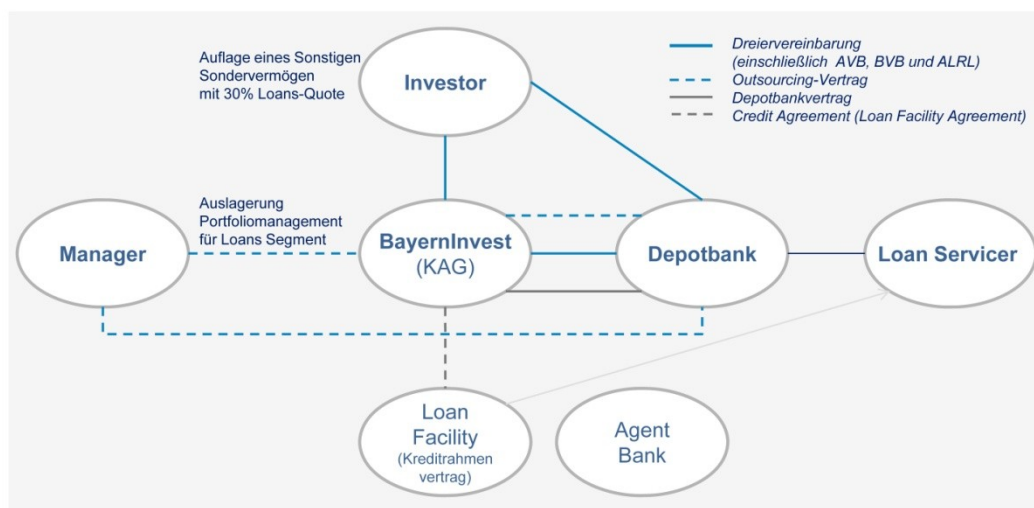 Auflage eines Sonstigen
Sondervermögen
mit 30% Loans-Quote
Investor
Dreiervereinbarung
(einschließlich AVB, BVB und ALRL)
Outsourcing-Vertrag
Depotbankvertrag
Credit Agreement (Loan Facility Agreement)
Auslagerung
Portfoliomanagement
für Loans Segment
Manager
BayernInvest
(KAG)
Depotbank
Loan Servicer
Loan
Facility
(Kreditrahmen
vertrag)
Agent
Bank